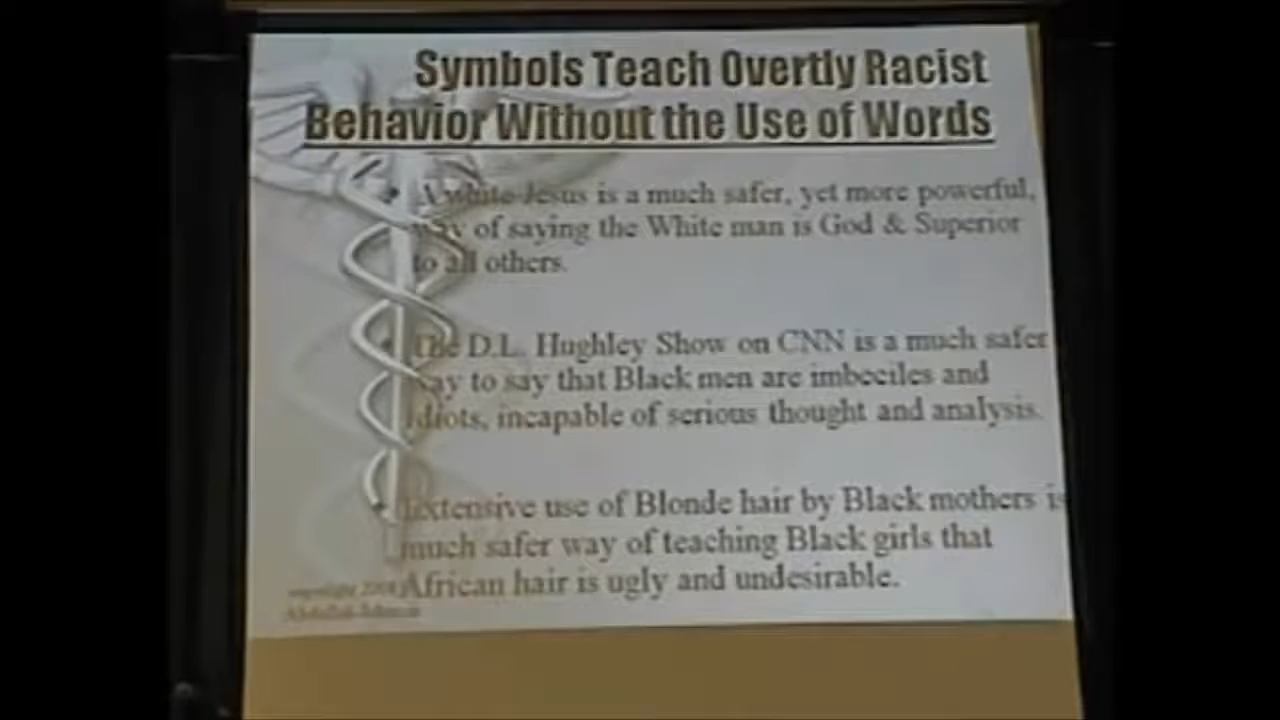 Symbols Teach Overtly Racist
Behavior Without the Use of Words
• A white Jesus is a much safer, yet more powerful,
way of saying the White man is God & Superior
to all others.
• The D.L. Hughley Show on CNN is a much safer
way to say that Black men are imbeciles and
idiots, incapable of serious thought and analysis.
• Extensive use of Blonde hair by Black mothers is
much safer way of teaching Black girls that
African hair is ugly and undesirable.
copyright
Abdullah